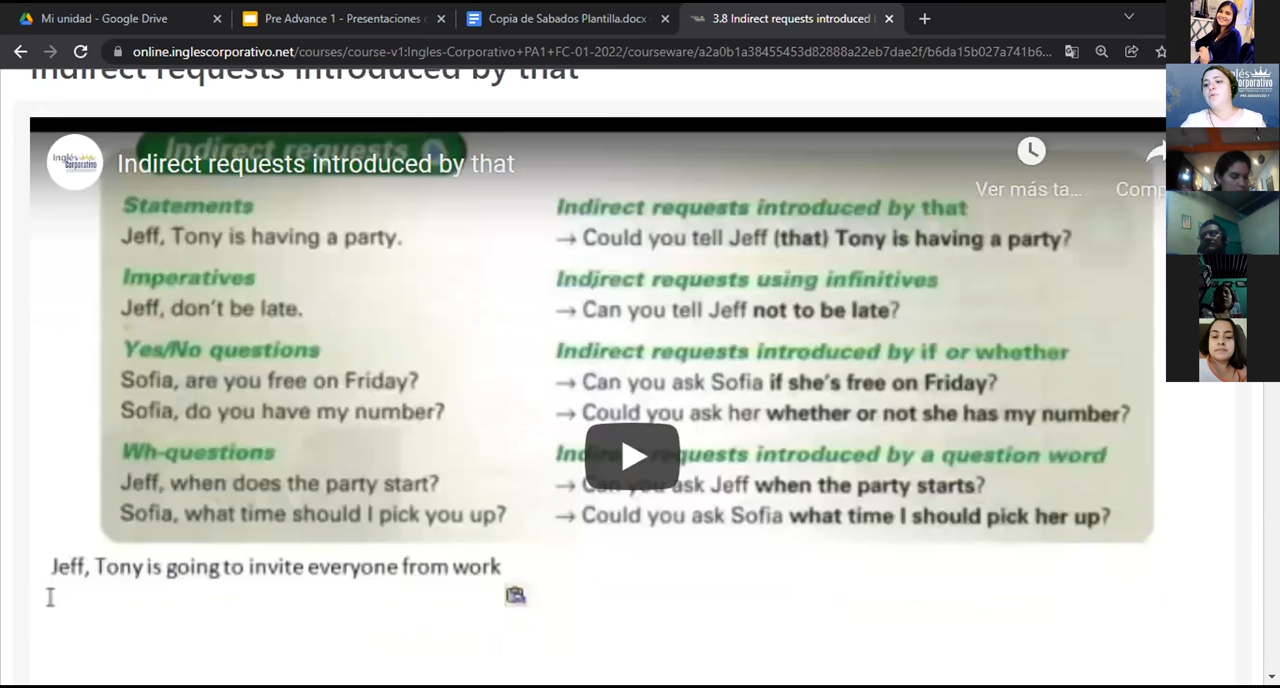 Mi unidad - Google Drive
Pre Advance 1 - Presentaciones
Copia de Sabados Plantilla.docx
3.8 Indirect requests introduced
online.inglescorporativo.net/courses/course-v1:Ingles-Corporativo+PA1+FC-01-2022/courseware/a2a0b1a38455453d82888a22eb7dae2f/b6da15b027a741b6...
Indirect requests introduced by that
Indirect requests
Indirect requests introduced by that
Ver más ta...
Comp
Statements
Jeff, Tony is having a party.
Indirect requests introduced by that
→ Could you tell Jeff (that) Tony is having a party?
Imperatives
Jeff, don't be late.
Indirect requests using infinitives
→ Can you tell Jeff not to be late?
Yes/No questions
Sofia, are you free on Friday?
Sofia, do you have my number?
Indirect requests introduced by if or whether
→ Can you ask Sofia if she's free on Friday?
→ Could you ask her whether or not she has my number?
Wh-questions
Jeff, when does the party start?
Sofia, what time should I pick you up?
Indirect requests introduced by a question word
→ Can you ask Jeff when the party starts?
→ Could you ask Sofia what time I should pick her up?
Jeff, Tony is going to invite everyone from work